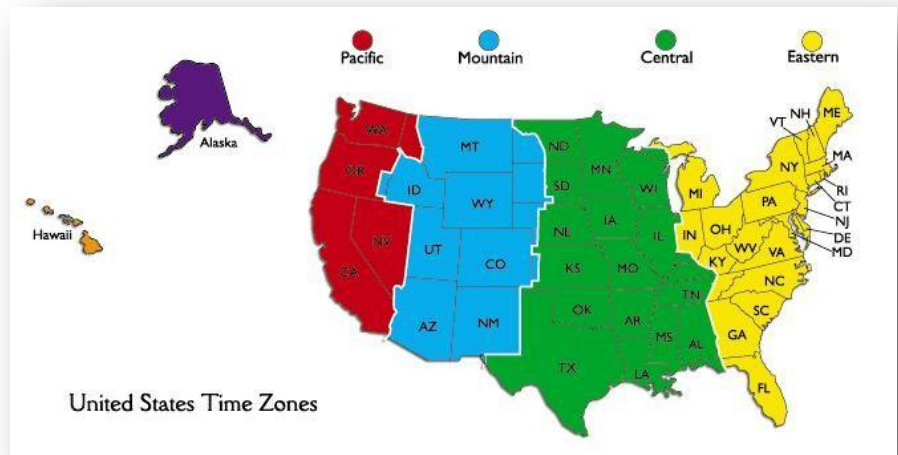 Pacific
Mountain
Central
Eastern
Alaska
Hawaii
WA
OR
CA
NV
ID
MT
WY
UT
CO
AZ
NM
ND
SD
NL
KS
OK
TX
MN
IA
MO
AR
LA
WI
IL
MS
TN
AL
MI
IN
OH
KY
WV
VA
NC
SC
GA
FL
PA
NY
VT
NH
ME
MA
RI
CT
NJ
DE
MD
United States Time Zones